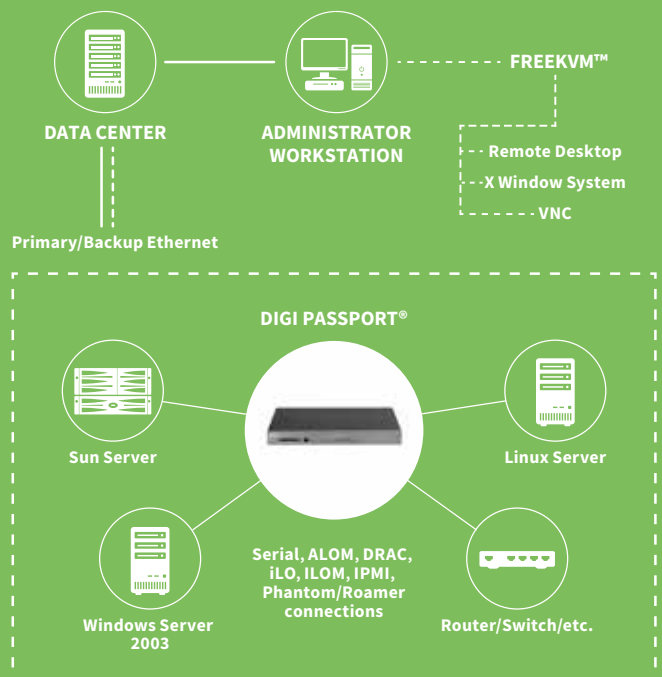 DATA CENTER
ADMINISTRATOR
WORKSTATION
FREEKVM™
Remote Desktop
X Window System
VNC
Primary/Backup Ethernet
DIGI PASSPORT®
Sun Server
Linux Server
Serial, ALOM, DRAC,
iLO, ILOM, IPMI,
Phantom/Roamer
connections
Windows Server
2003
Router/Switch/etc.